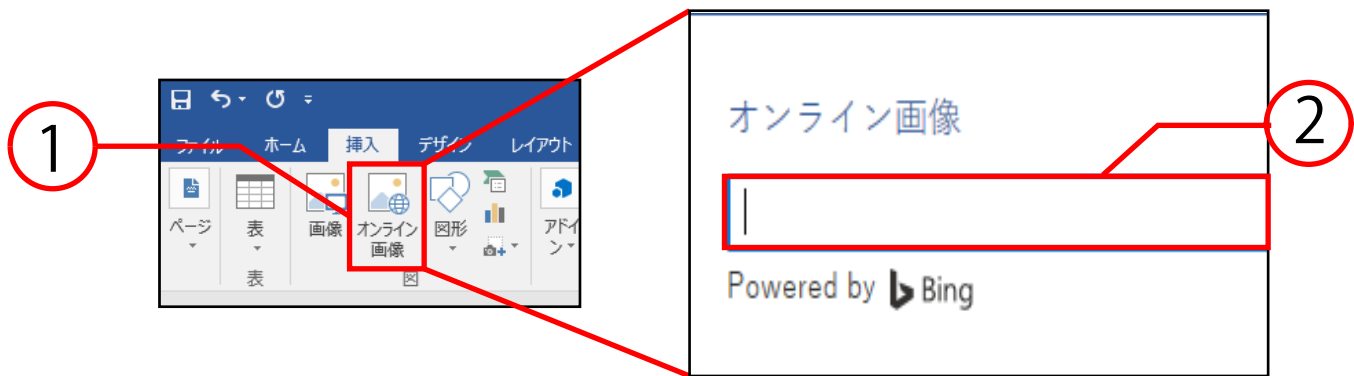 1
ファイル ホーム 挿入 デザイン レイアウト
ページ 表 画像 オンライン画像 図形 アドイン
表 図
オンライン画像
2
Powered by Bing